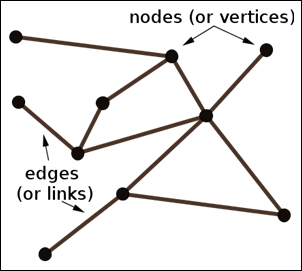 nodes (or vertices)
edges
(or links)